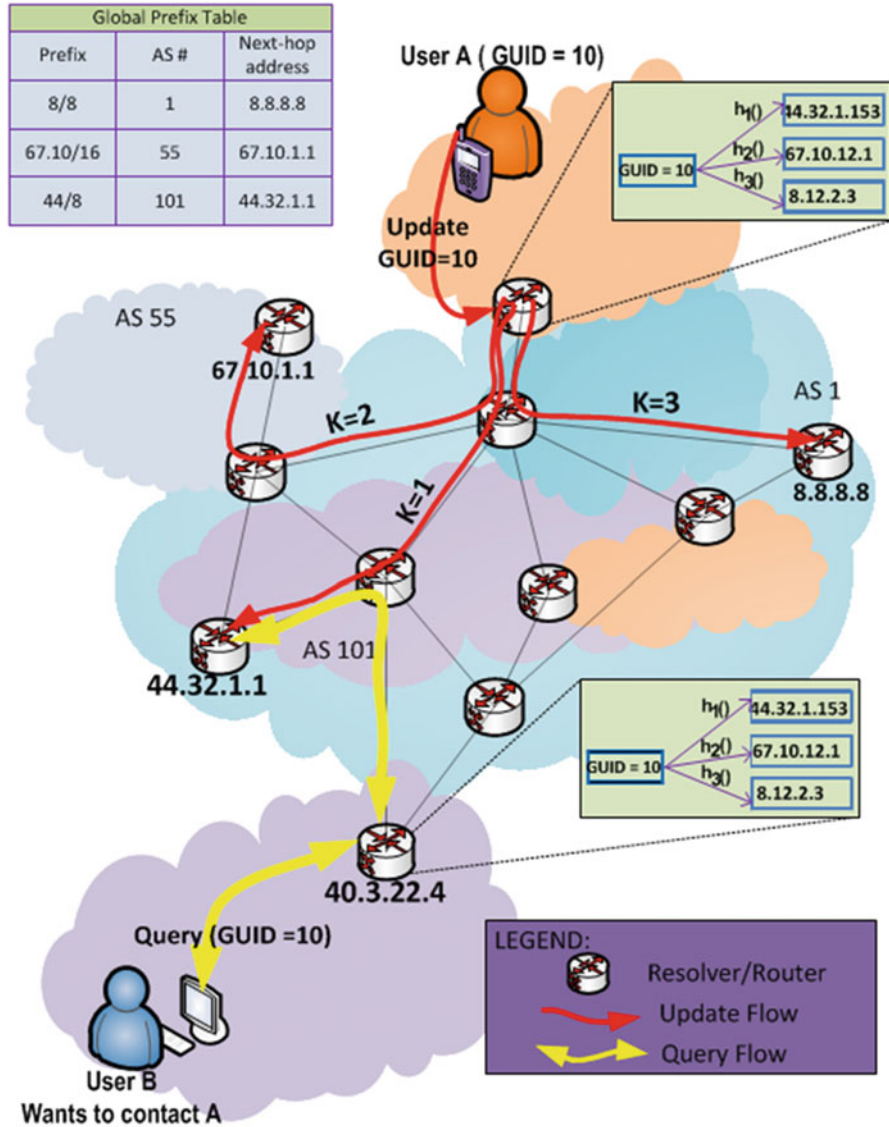 Global Prefix Table
Prefix AS # Next-hop address
8/8 1 8.8.8.8
67.10/16 55 67.10.1.1
44/8 101 44.32.1.1
User A ( GUID = 10)
Update
GUID=10
GUID = 10
h1()
h2()
h3()
44.32.1.153
67.10.12.1
8.12.2.3
AS 55
67.10.1.1
K=2
K=3
AS 1
8.8.8.8
K=1
AS 101
44.32.1.1
GUID = 10
h1()
h2()
h3()
44.32.1.153
67.10.12.1
8.12.2.3
40.3.22.4
Query (GUID =10)
User B
Wants to contact A
LEGEND:
Resolver/Router
Update Flow
Query Flow